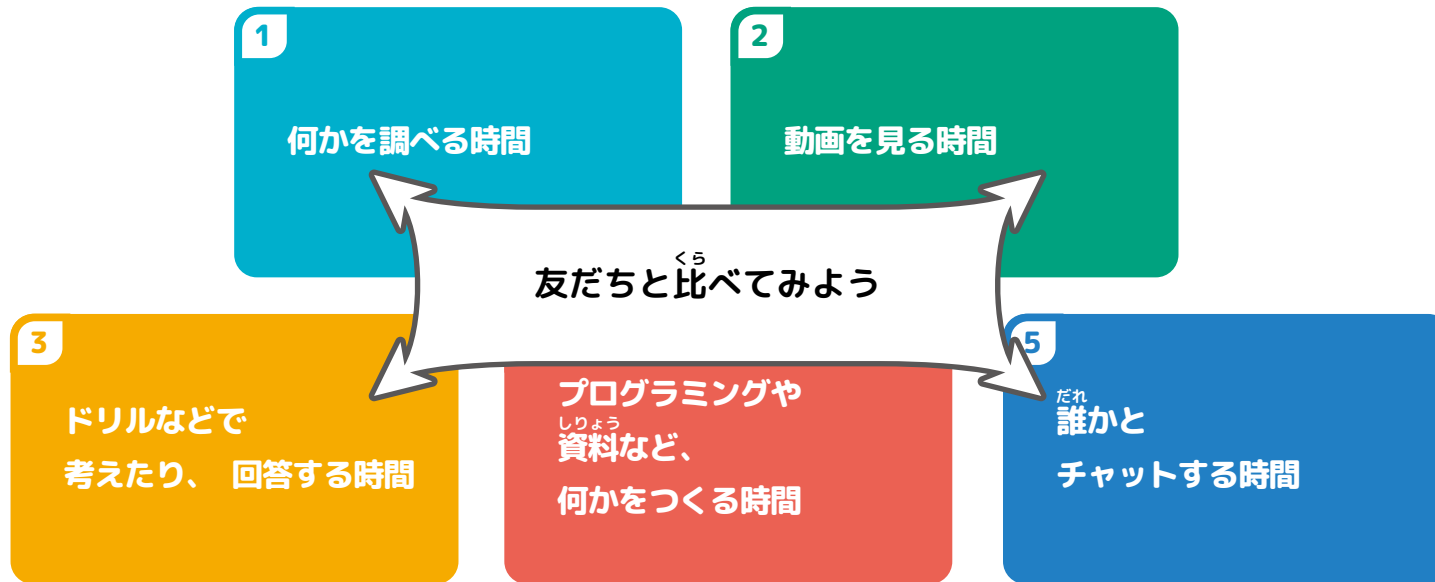 1
何かを調べる時間
2
動画を見る時間
くら
友だちと比べてみよう
3
ドリルなどで
考えたり、 回答する時間
プログラミングや
しりょう
資料など、
何かをつくる時間
5
だれ
誰かと
チャットする時間